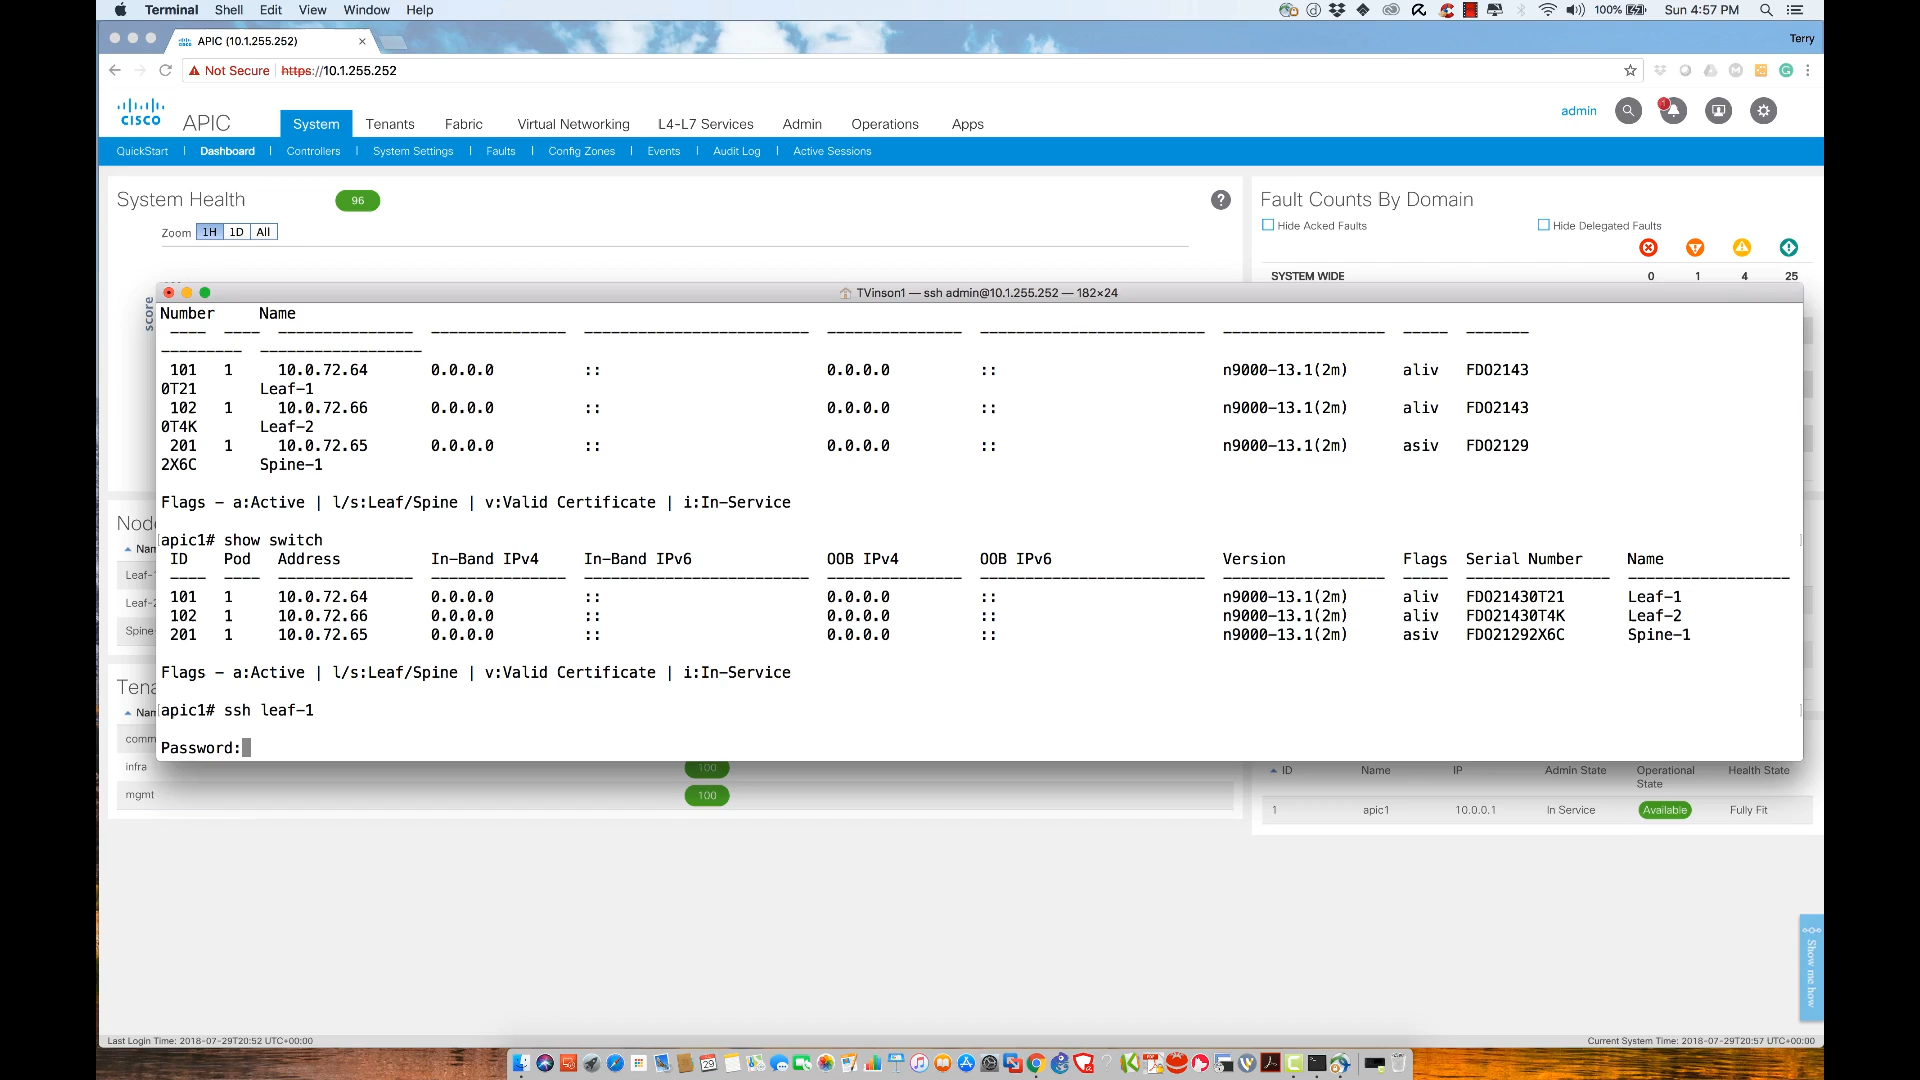 Terminal Shell Edit View Window Help
100% Sun 4:57 PM
APIC (10.1.255.252)
Terry
Not Secure https://10.1.255.252
CISCO APIC System Tenants Fabric Virtual Networking L4-L7 Services Admin Operations Apps admin 1
QuickStart Dashboard Controllers System Settings Faults Config Zones Events Audit Log Active Sessions
System Health 96
Zoom 1H 1D All
score
Fault Counts By Domain
Hide Acked Faults Hide Delegated Faults
SYSTEM WIDE 0 1 4 25
TVinson1 — ssh admin@10.1.255.252 — 182×24
Number Name
---- ---- --------------- --------------- ------------------------- --------------- ------------------------- ------------------ ----- -------
--------- ------------------
101 1 10.0.72.64 0.0.0.0 :: 0.0.0.0 :: n9000-13.1(2m) aliv FDO2143
0T21 Leaf-1
102 1 10.0.72.66 0.0.0.0 :: 0.0.0.0 :: n9000-13.1(2m) aliv FDO2143
0T4K Leaf-2
201 1 10.0.72.65 0.0.0.0 :: 0.0.0.0 :: n9000-13.1(2m) asiv FDO2129
2X6C Spine-1
Flags - a:Active | l/s:Leaf/Spine | v:Valid Certificate | i:In-Service
apic1# show switch
ID Pod Address In-Band IPv4 In-Band IPv6 OOB IPv4 OOB IPv6 Version Flags Serial Number Name
---- ---- --------------- --------------- ------------------------- --------------- ------------------------- ------------------ ----- ---------------- ------------------
101 1 10.0.72.64 0.0.0.0 :: 0.0.0.0 :: n9000-13.1(2m) aliv FDO21430T21 Leaf-1
102 1 10.0.72.66 0.0.0.0 :: 0.0.0.0 :: n9000-13.1(2m) aliv FDO21430T4K Leaf-2
201 1 10.0.72.65 0.0.0.0 :: 0.0.0.0 :: n9000-13.1(2m) asiv FDO21292X6C Spine-1
Flags - a:Active | l/s:Leaf/Spine | v:Valid Certificate | i:In-Service
apic1# ssh leaf-1
Password:
Leaf-
Leaf-
Spine
comm
infra 100
mgmt 100
ID Name IP Admin State Operational State Health State
1 apic1 10.0.0.1 In Service Available Fully Fit
Show me how
Last Login Time: 2018-07-29T20:52 UTC+00:00
Current System Time: 2018-07-29T20:57 UTC+00:00